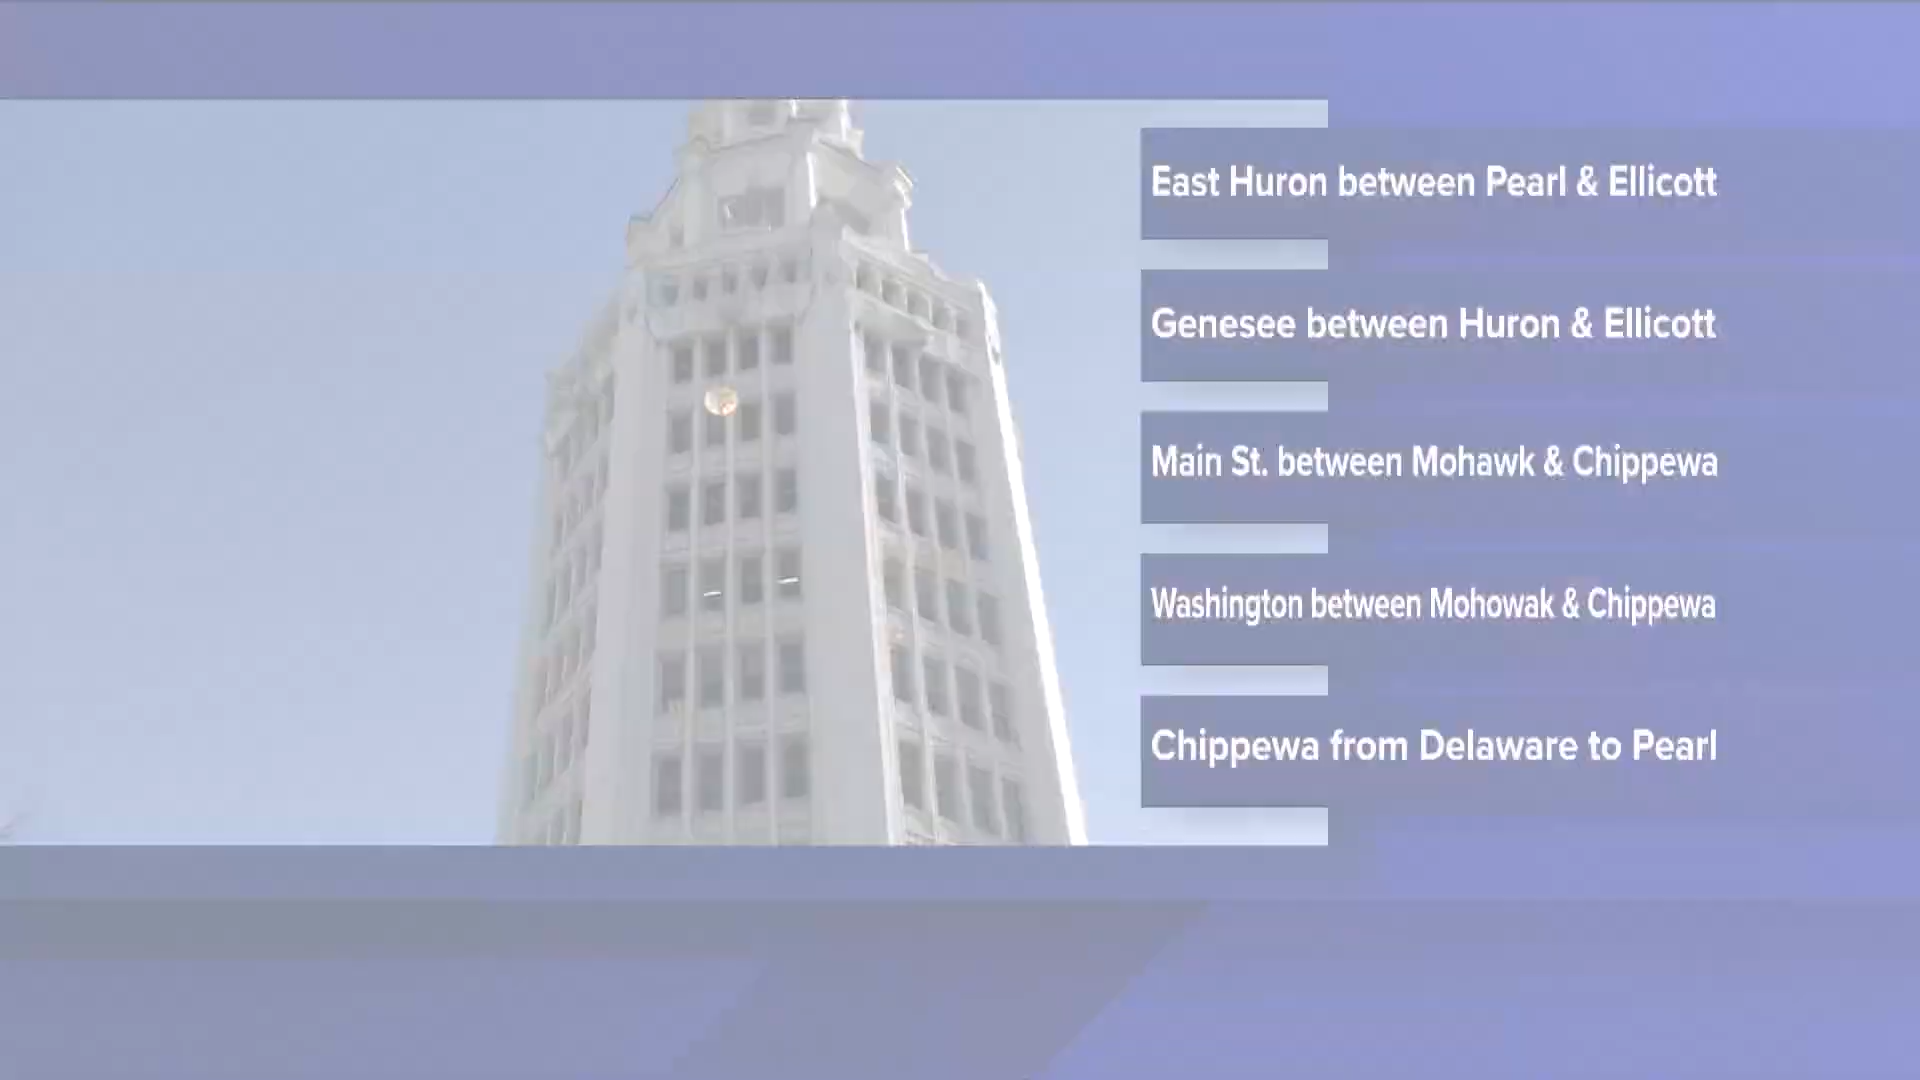 East Huron between Pearl & Ellicott
Genesee between Huron & Ellicott
Main St. between Mohawk & Chippewa
Washington between Mohowak & Chippewa
Chippewa from Delaware to Pearl